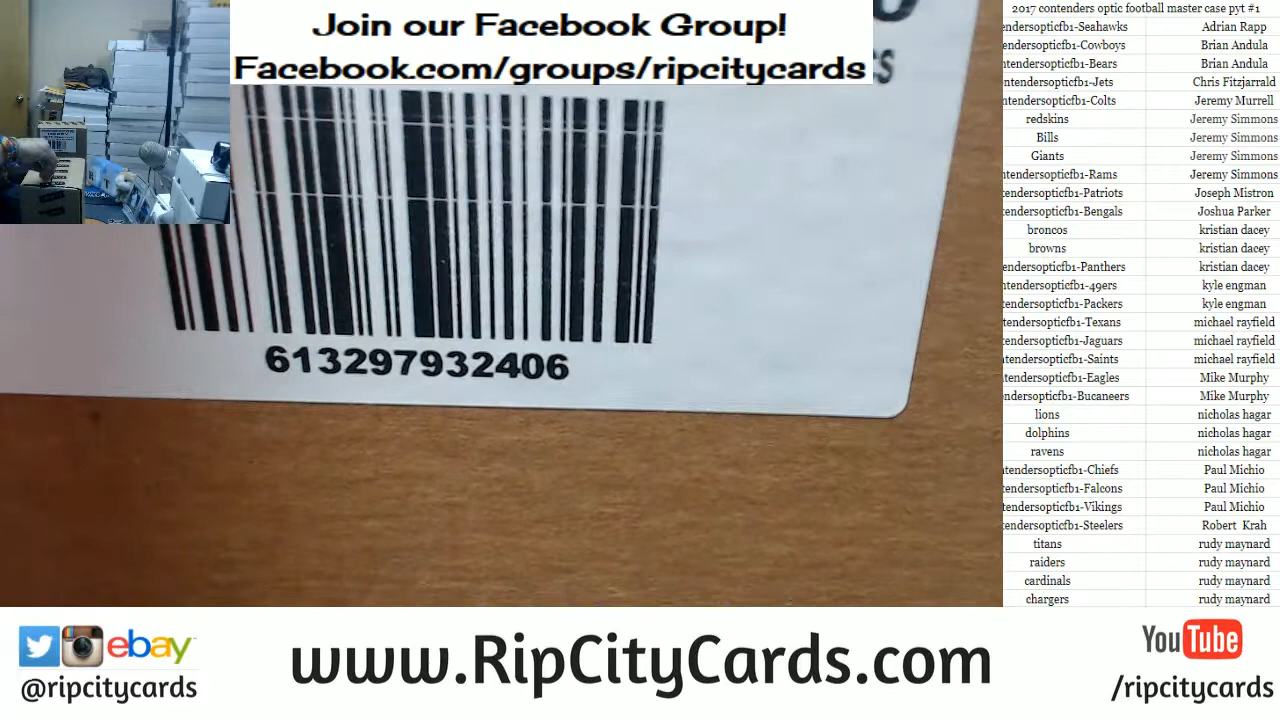 Join our Facebook Group!
Facebook.com/groups/ripcitycards
613297932406
2017 contenders optic football master case pyt #1
endersopticfb1-Seahawks Adrian Rapp
endersopticfb1-Cowboys Brian Andula
tendersopticfb1-Bears Brian Andula
ntendersopticfb1-Jets Chris Fitzjarrald
ntendersopticfb1-Colts Jeremy Murrell
redskins Jeremy Simmons
Bills Jeremy Simmons
Giants Jeremy Simmons
ntendersopticfb1-Rams Jeremy Simmons
tendersopticfb1-Patriots Joseph Mistron
tendersopticfb1-Bengals Joshua Parker
broncos kristian dacey
browns kristian dacey
endersopticfb1-Panthers kristian dacey
ntendersopticfb1-49ers kyle engman
tendersopticfb1-Packers kyle engman
tendersopticfb1-Texans michael rayfield
tendersopticfb1-Jaguars michael rayfield
ntendersopticfb1-Saints michael rayfield
tendersopticfb1-Eagles Mike Murphy
ndersopticfb1-Bucaneers Mike Murphy
lions nicholas hagar
dolphins nicholas hagar
ravens nicholas hagar
tendersopticfb1-Chiefs Paul Michio
tendersopticfb1-Falcons Paul Michio
tendersopticfb1-Vikings Paul Michio
tendersopticfb1-Steelers Robert Krah
titans rudy maynard
raiders rudy maynard
cardinals rudy maynard
chargers rudy maynard
ebay
@ripcitycards
www.RipCityCards.com
YouTube
/ripcitycards